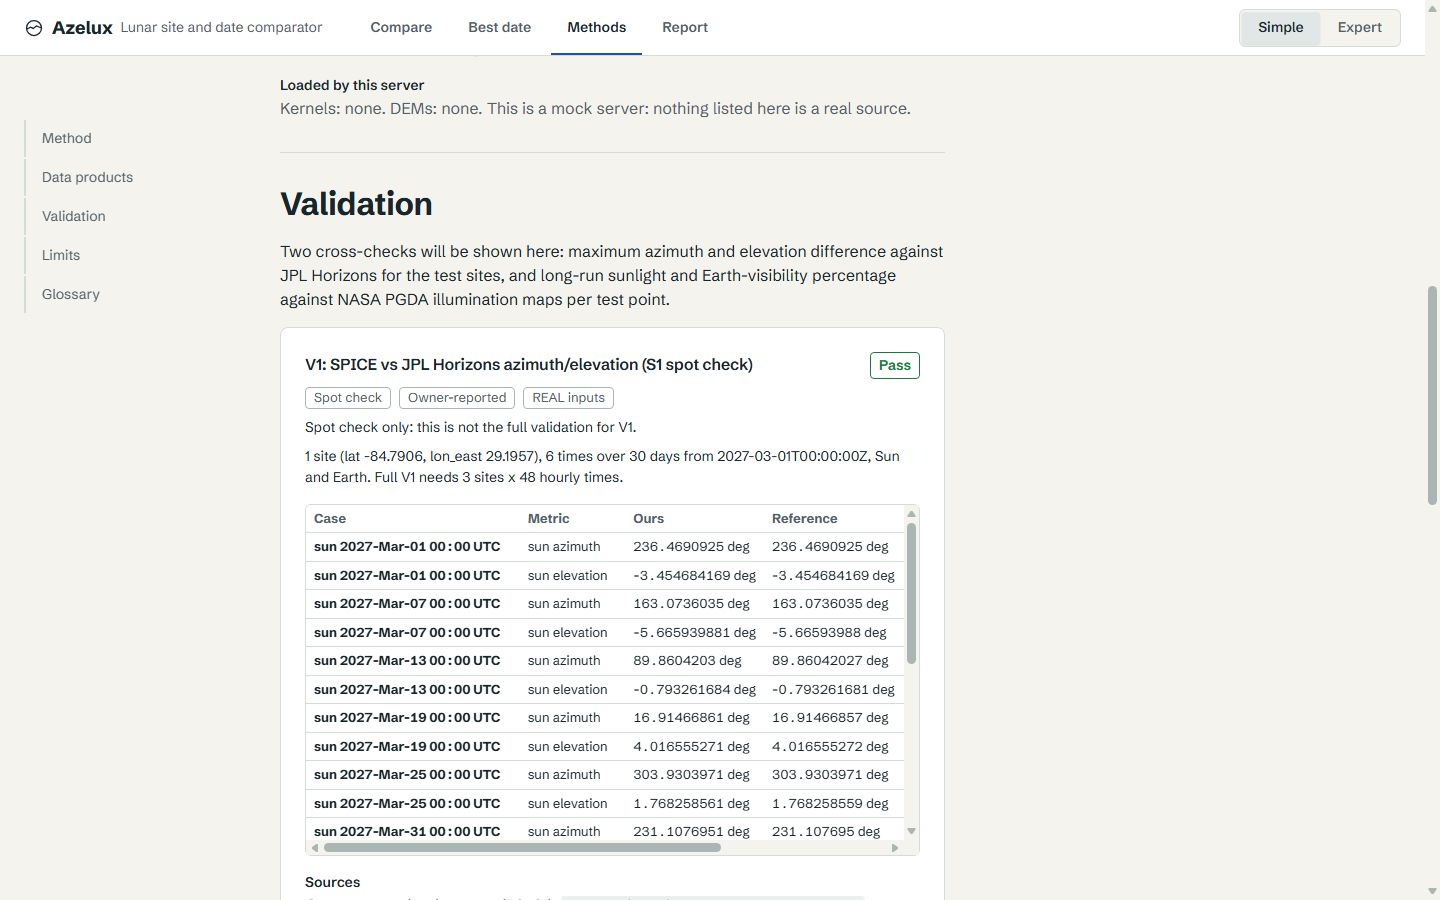 Azelux Lunar site and date comparator Compare Best date Methods Report Simple Expert
Loaded by this server
Kernels: none. DEMs: none. This is a mock server: nothing listed here is a real source.
Method
Data products
Validation
Limits
Glossary
Validation
Two cross-checks will be shown here: maximum azimuth and elevation difference against
JPL Horizons for the test sites, and long-run sunlight and Earth-visibility percentage
against NASA PGDA illumination maps per test point.
V1: SPICE vs JPL Horizons azimuth/elevation (S1 spot check) Pass
Spot check Owner-reported REAL inputs
Spot check only: this is not the full validation for V1.
1 site (lat -84.7906, lon_east 29.1957), 6 times over 30 days from 2027-03-01T00:00:00Z, Sun
and Earth. Full V1 needs 3 sites x 48 hourly times.
Case Metric Ours Reference
sun 2027-Mar-01 00:00 UTC sun azimuth 236.4690925 deg 236.4690925 deg
sun 2027-Mar-01 00:00 UTC sun elevation -3.454684169 deg -3.454684169 deg
sun 2027-Mar-07 00:00 UTC sun azimuth 163.0736035 deg 163.0736035 deg
sun 2027-Mar-07 00:00 UTC sun elevation -5.665939881 deg -5.66593988 deg
sun 2027-Mar-13 00:00 UTC sun azimuth 89.8604203 deg 89.86042027 deg
sun 2027-Mar-13 00:00 UTC sun elevation -0.793261684 deg -0.793261681 deg
sun 2027-Mar-19 00:00 UTC sun azimuth 16.91466861 deg 16.91466857 deg
sun 2027-Mar-19 00:00 UTC sun elevation 4.016555271 deg 4.016555272 deg
sun 2027-Mar-25 00:00 UTC sun azimuth 303.9303971 deg 303.9303971 deg
sun 2027-Mar-25 00:00 UTC sun elevation 1.768258561 deg 1.768258559 deg
sun 2027-Mar-31 00:00 UTC sun azimuth 231.1076951 deg 231.107695 deg
Sources